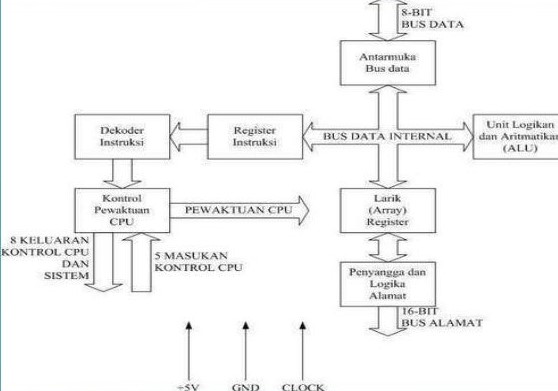 8-BIT
BUS DATA
Antarmuka
Bus data
Dekoder
Instruksi
Register
Instruksi
BUS DATA INTERNAL
Unit Logikan
dan Aritmatikan
(ALU)
Kontrol
Pewaktuan
CPU
PEWAKTUAN CPU
Larik
(Array)
Register
8 KELUARAN
KONTROL CPU
DAN
SISTEM
5 MASUKAN
KONTROL CPU
Penyangga dan
Logika
Alamat
16-BIT
BUS ALAMAT
+5V
GND
CLOCK